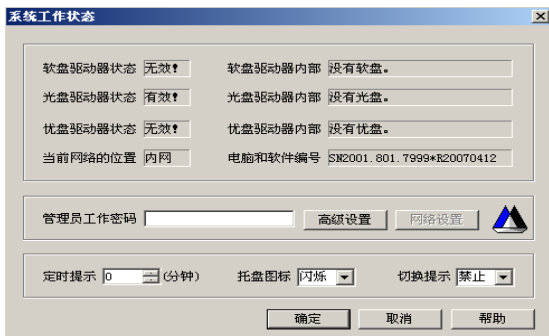 系统工作状态
软盘驱动器状态 无效! 软盘驱动器内部 没有软盘。
光盘驱动器状态 有效! 光盘驱动器内部 没有光盘。
优盘驱动器状态 无效! 优盘驱动器内部 没有优盘。
当前网络的位置 内网 电脑和软件编号 SN2001.801.7999*R20070412
管理员工作密码 高级设置 网络设置
定时提示 0 (分钟) 托盘图标 闪烁 切换提示 禁止
确定 取消 帮助